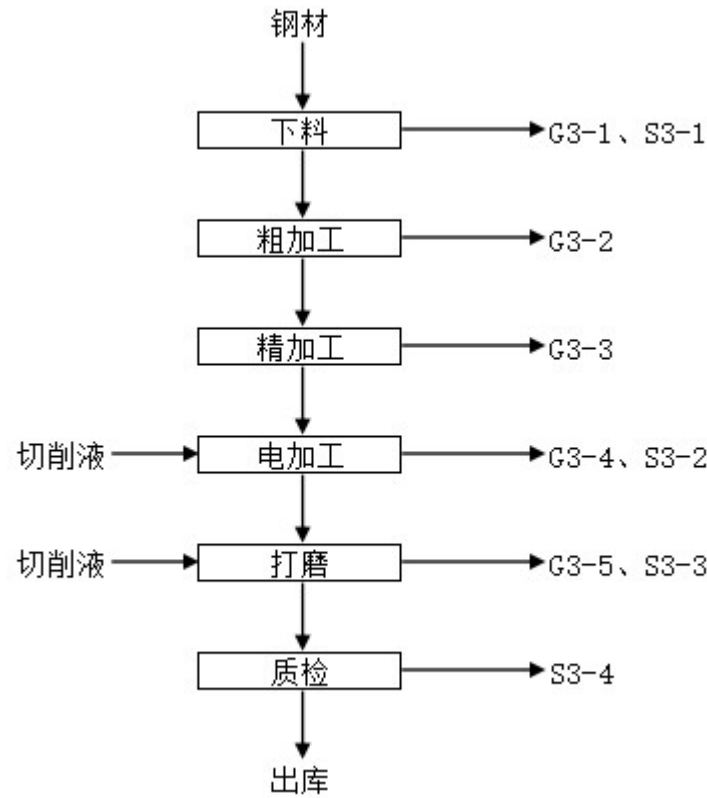 钢材
下料
G3-1、S3-1
粗加工
G3-2
精加工
G3-3
切削液
电加工
G3-4、S3-2
切削液
打磨
G3-5、S3-3
质检
S3-4
出库